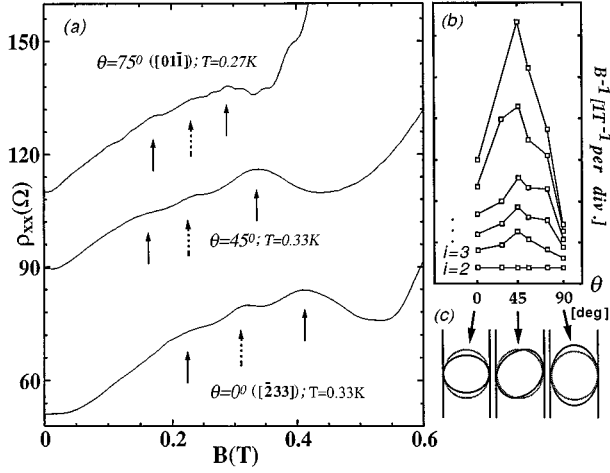 (a)
150
120
90
60
ρxx(Ω)
θ=75⁰ ([011̄]); T=0.27K
θ=45⁰; T=0.33K
θ=0⁰ ([2̄33]); T=0.33K
0
0.2
0.4
0.6
B(T)
(b)
B⁻¹ [1T⁻¹ per div.]
⋮
i=3
i=2
θ
0 45 90 [deg]
(c)